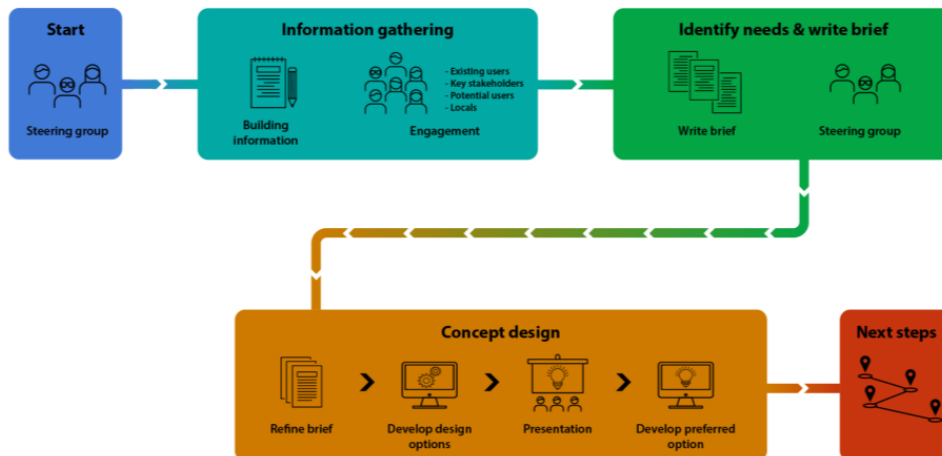 Start
Steering group
Information gathering
Building
information
- Existing users
- Key stakeholders
- Potential users
- Locals
Engagement
Identify needs & write brief
Write brief
Steering group
Concept design
Refine brief
Develop design
options
Presentation
Develop preferred
option
Next steps